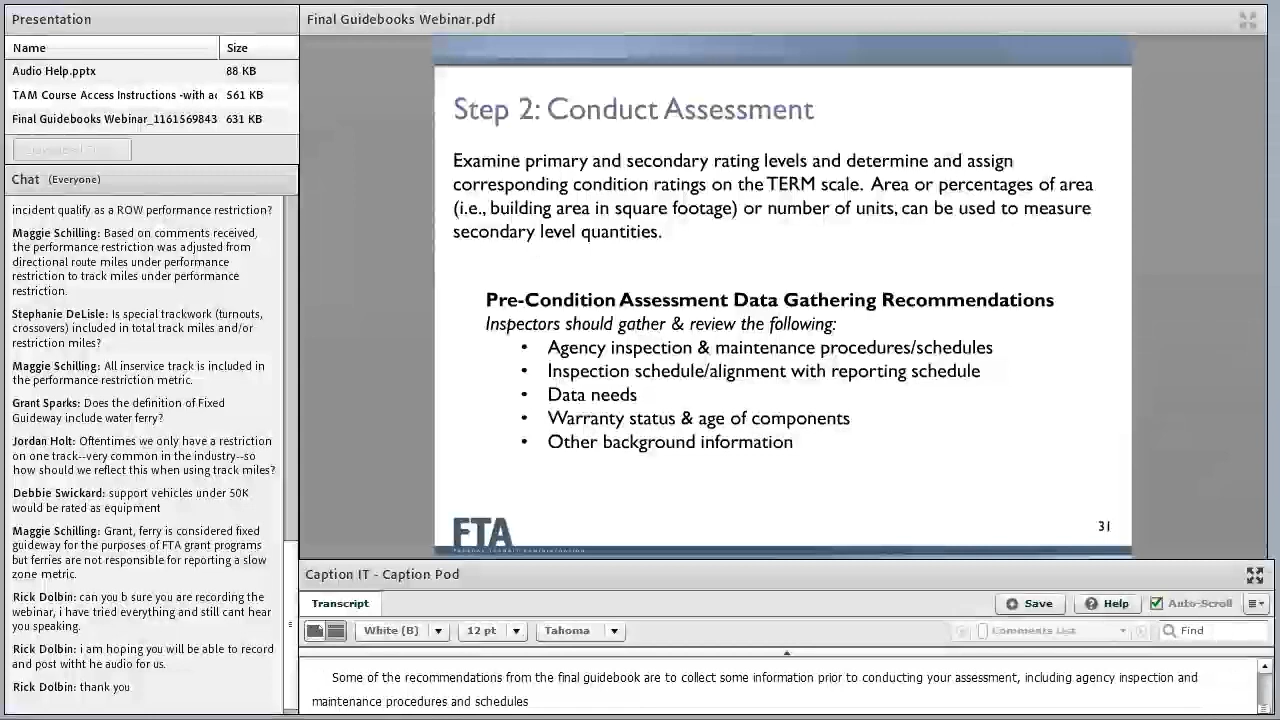 Presentation
Name Size
Audio Help.pptx 88 KB
TAM Course Access Instructions -with ac 561 KB
Final Guidebooks Webinar_1161569843 631 KB
Chat (Everyone)
incident qualify as a ROW performance restriction?
Maggie Schilling: Based on comments received,
the performance restriction was adjusted from
directional route miles under performance
restriction to track miles under performance
restriction.
Stephanie DeLisle: Is special trackwork (turnouts,
crossovers) included in total track miles and/or
restriction miles?
Maggie Schilling: All inservice track is included in
the performance restriction metric.
Grant Sparks: Does the definition of Fixed
Guideway include water ferry?
Jordan Holt: Oftentimes we only have a restriction
on one track--very common in the industry--so
how should we reflect this when using track miles?
Debbie Swickard: support vehicles under 50K
would be rated as equipment
Maggie Schilling: Grant, ferry is considered fixed
guideway for the purposes of FTA grant programs
but ferries are not responsible for reporting a slow
zone metric.
Rick Dolbin: can you b sure you are recording the
webinar, i have tried everything and still cant hear
you speaking.
Rick Dolbin: i am hoping you will be able to record
and post witht he audio for us.
Rick Dolbin: thank you
Final Guidebooks Webinar.pdf
Step 2: Conduct Assessment
Examine primary and secondary rating levels and determine and assign
corresponding condition ratings on the TERM scale. Area or percentages of area
(i.e., building area in square footage) or number of units, can be used to measure
secondary level quantities.
Pre-Condition Assessment Data Gathering Recommendations
Inspectors should gather & review the following:
• Agency inspection & maintenance procedures/schedules
• Inspection schedule/alignment with reporting schedule
• Data needs
• Warranty status & age of components
• Other background information
FTA
FEDERAL TRANSIT ADMINISTRATION
31
Caption IT - Caption Pod
Transcript Save Help Auto-Scroll
White (B) 12 pt Tahoma Comments List Find
Some of the recommendations from the final guidebook are to collect some information prior to conducting your assessment, including agency inspection and
maintenance procedures and schedules